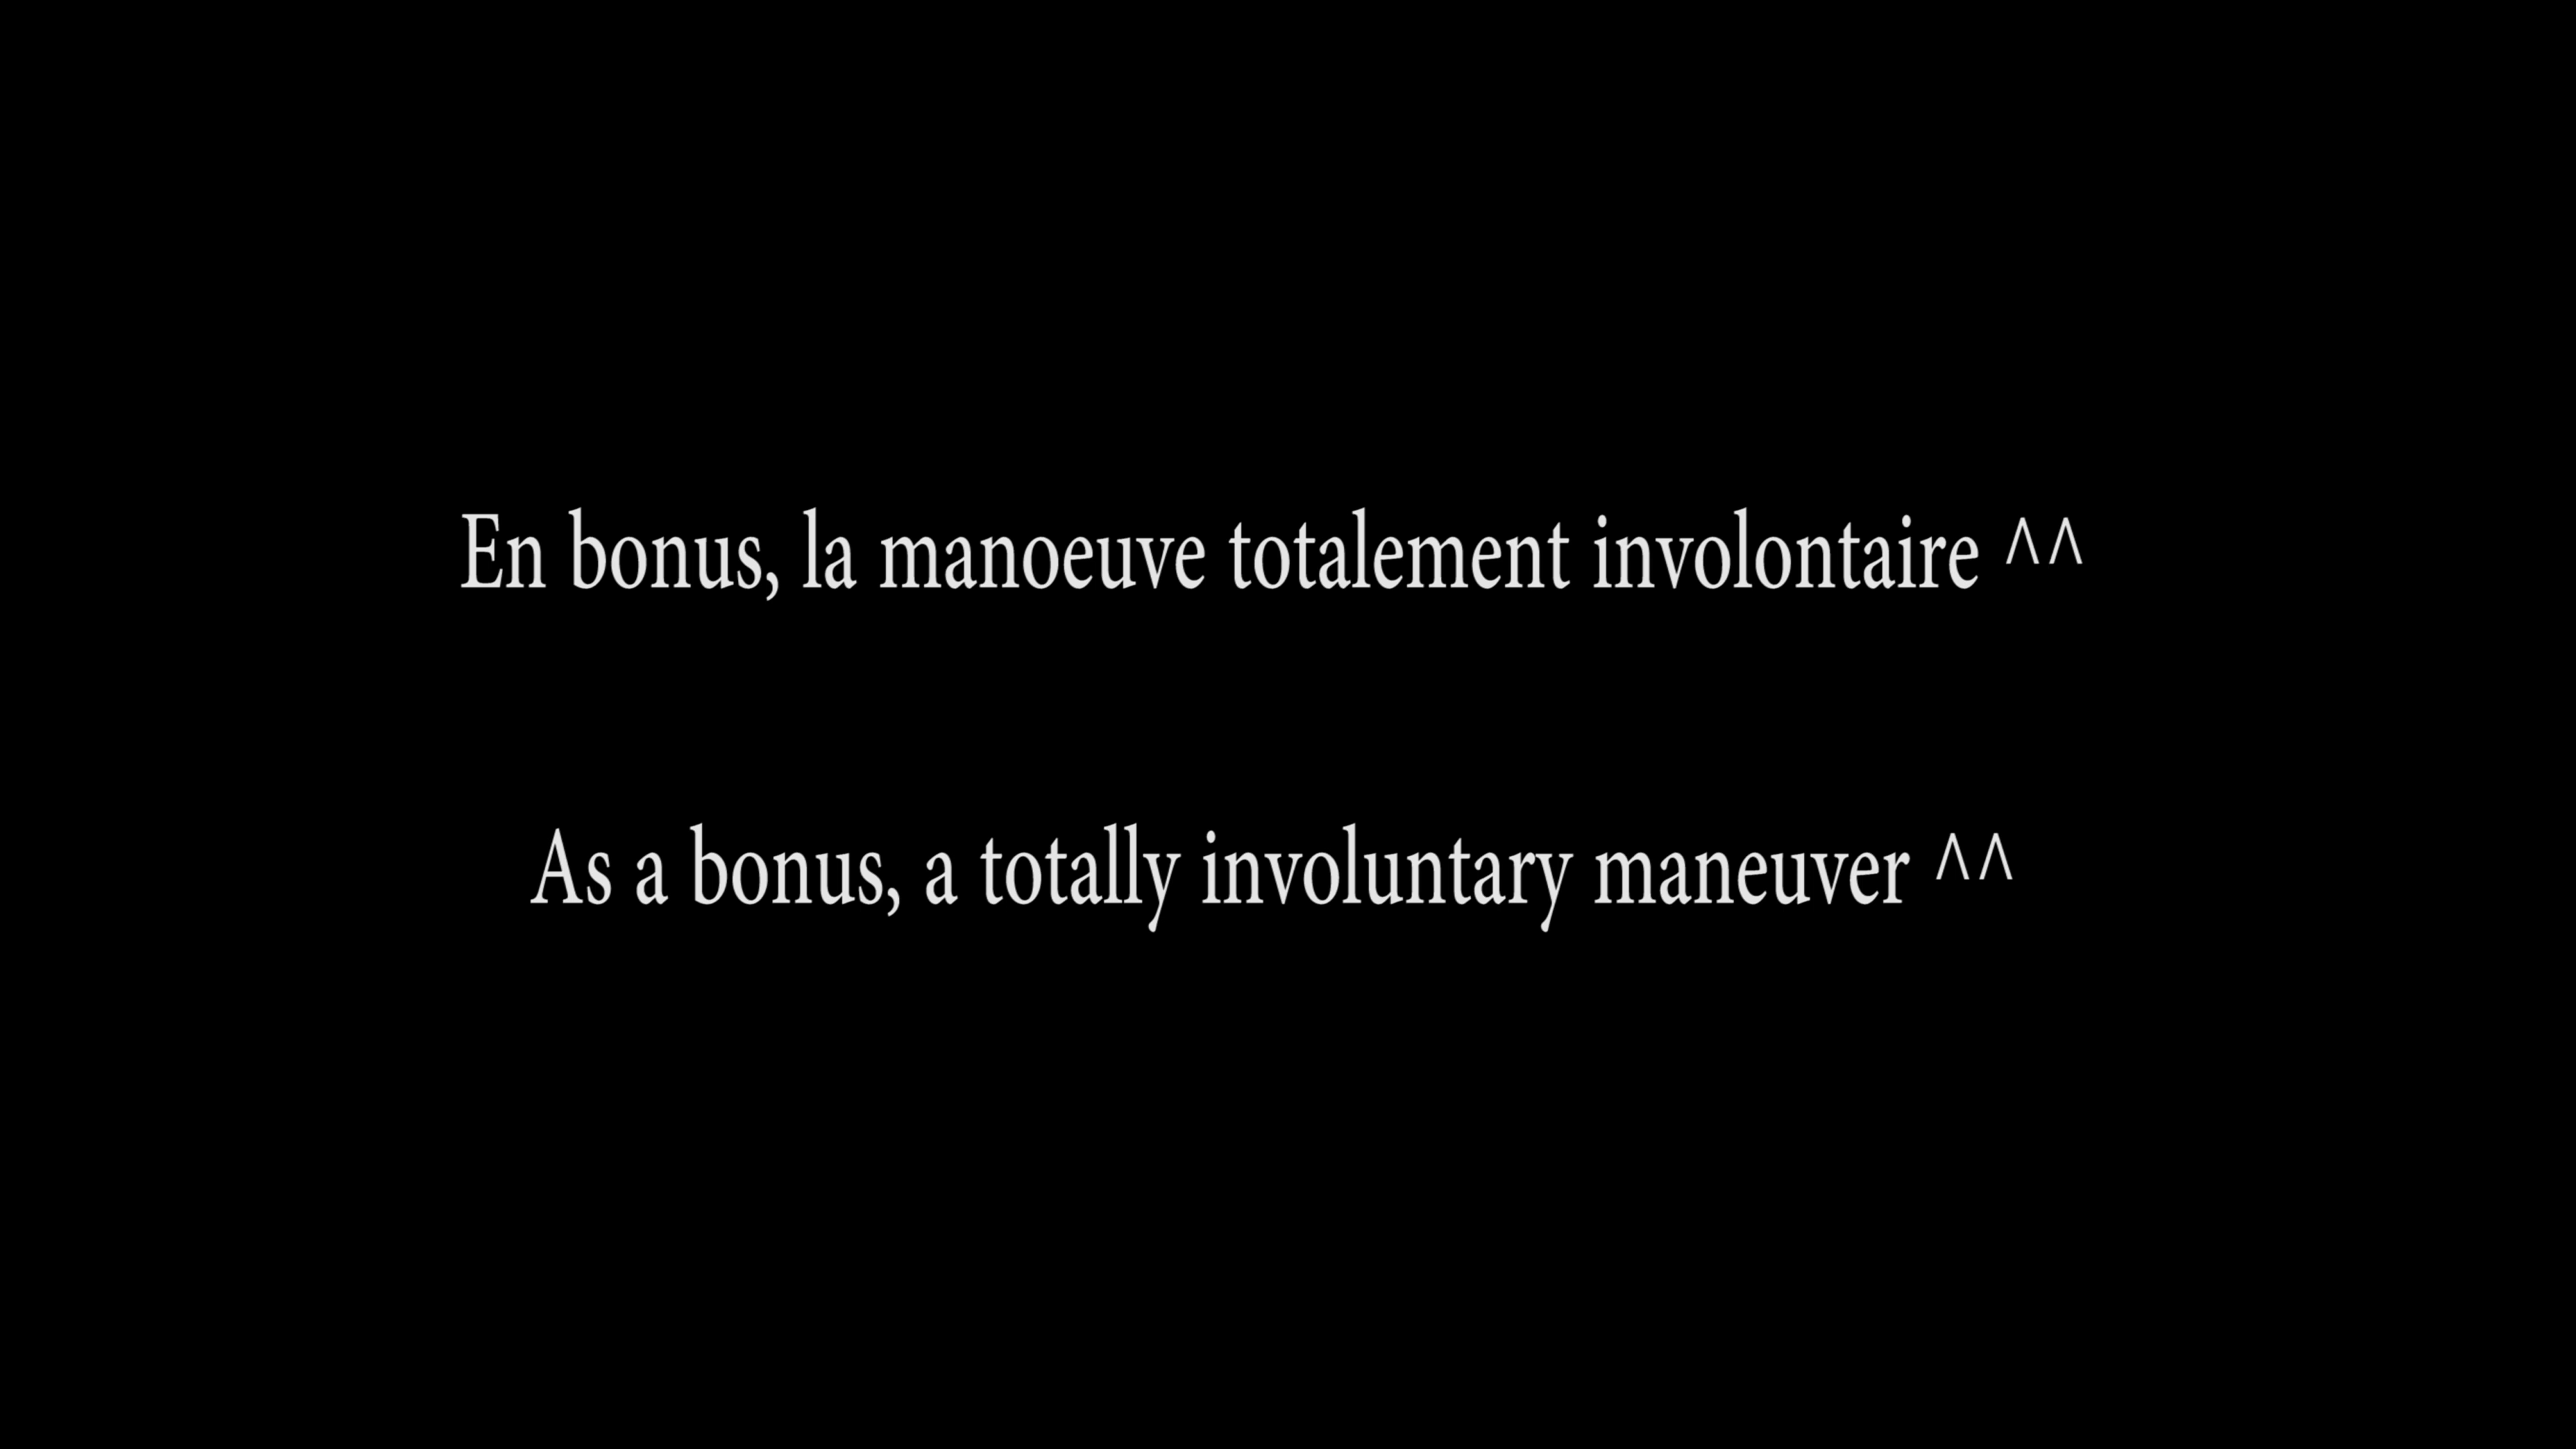 En bonus, la manoeuve totalement involontaire ^^
As a bonus, a totally involuntary maneuver ^^